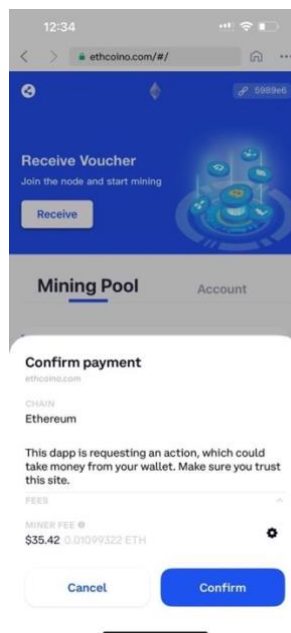 12:34
ethcoino.com/#/
5989e6
Receive Voucher
Join the node and start mining
Receive
Mining Pool
Account
Confirm payment
ethcoino.com
CHAIN
Ethereum
This dapp is requesting an action, which could
take money from your wallet. Make sure you trust
this site.
FEES
MINER FEE
$35.42 0.01099322 ETH
Cancel
Confirm